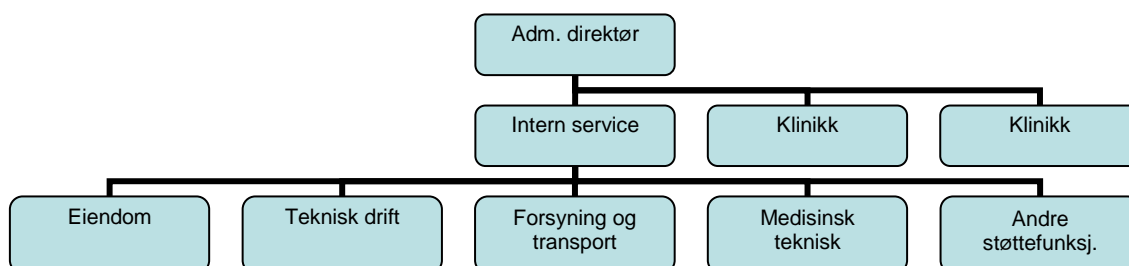 Adm. direktør
Intern service
Klinikk
Klinikk
Eiendom
Teknisk drift
Forsyning og
transport
Medisinsk
teknisk
Andre
støttefunksj.